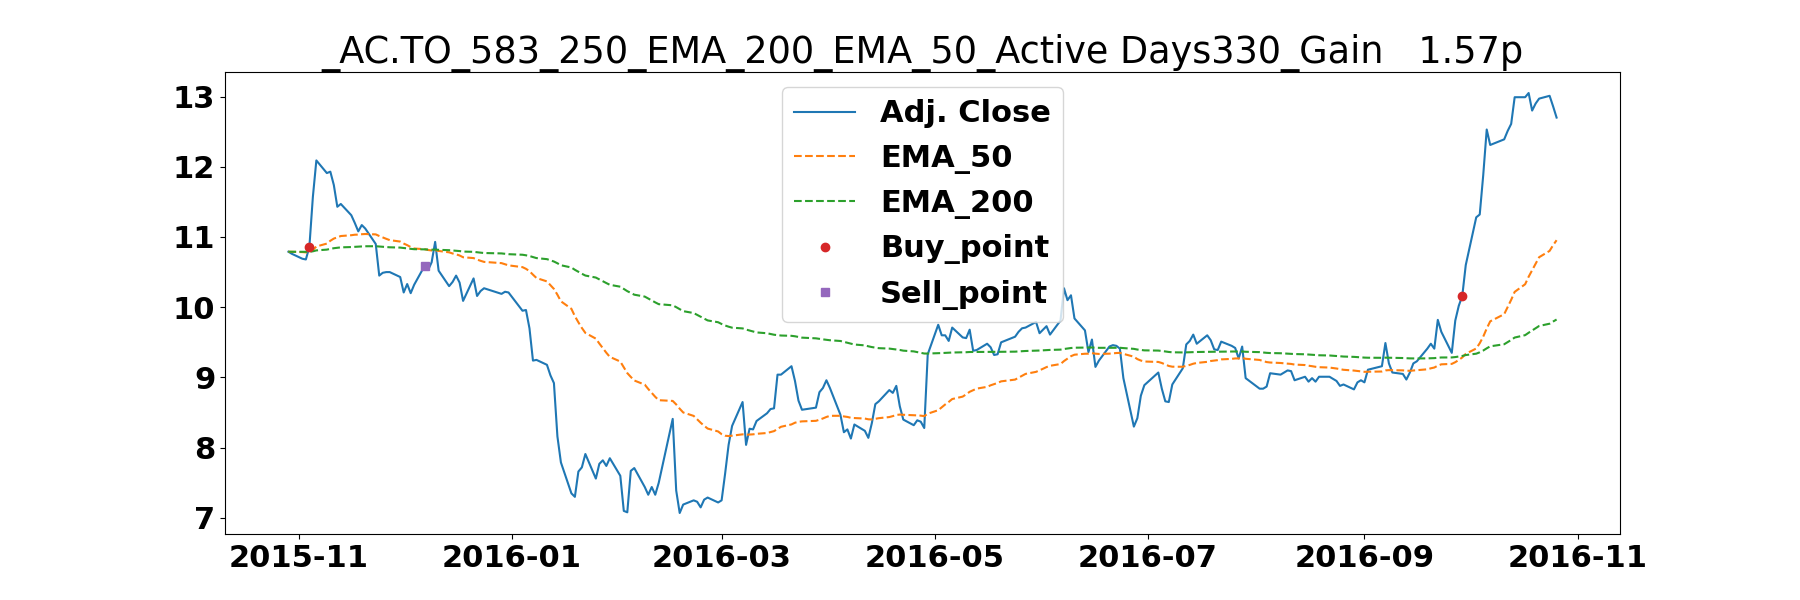 _AC.TO_583_250_EMA_200_EMA_50_Active Days330_Gain   1.57p
Adj. Close
EMA_50
EMA_200
Buy_point
Sell_point
13
12
11
10
9
8
7
2015-11 2016-01 2016-03 2016-05 2016-07 2016-09 2016-11